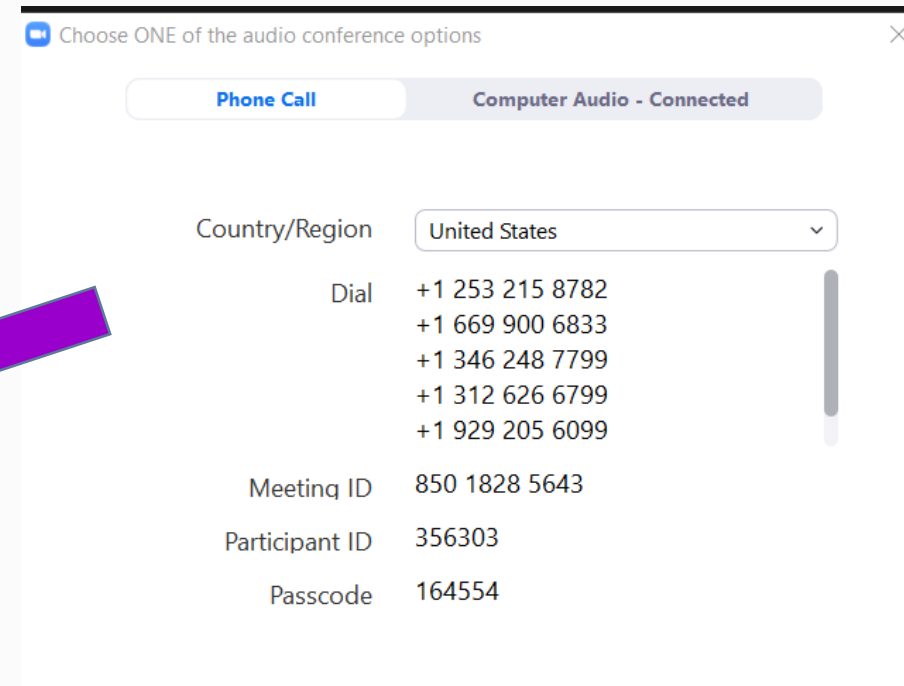 Choose ONE of the audio conference options
Phone Call Computer Audio - Connected
Country/Region United States
Dial +1 253 215 8782
+1 669 900 6833
+1 346 248 7799
+1 312 626 6799
+1 929 205 6099
Meeting ID 850 1828 5643
Participant ID 356303
Passcode 164554